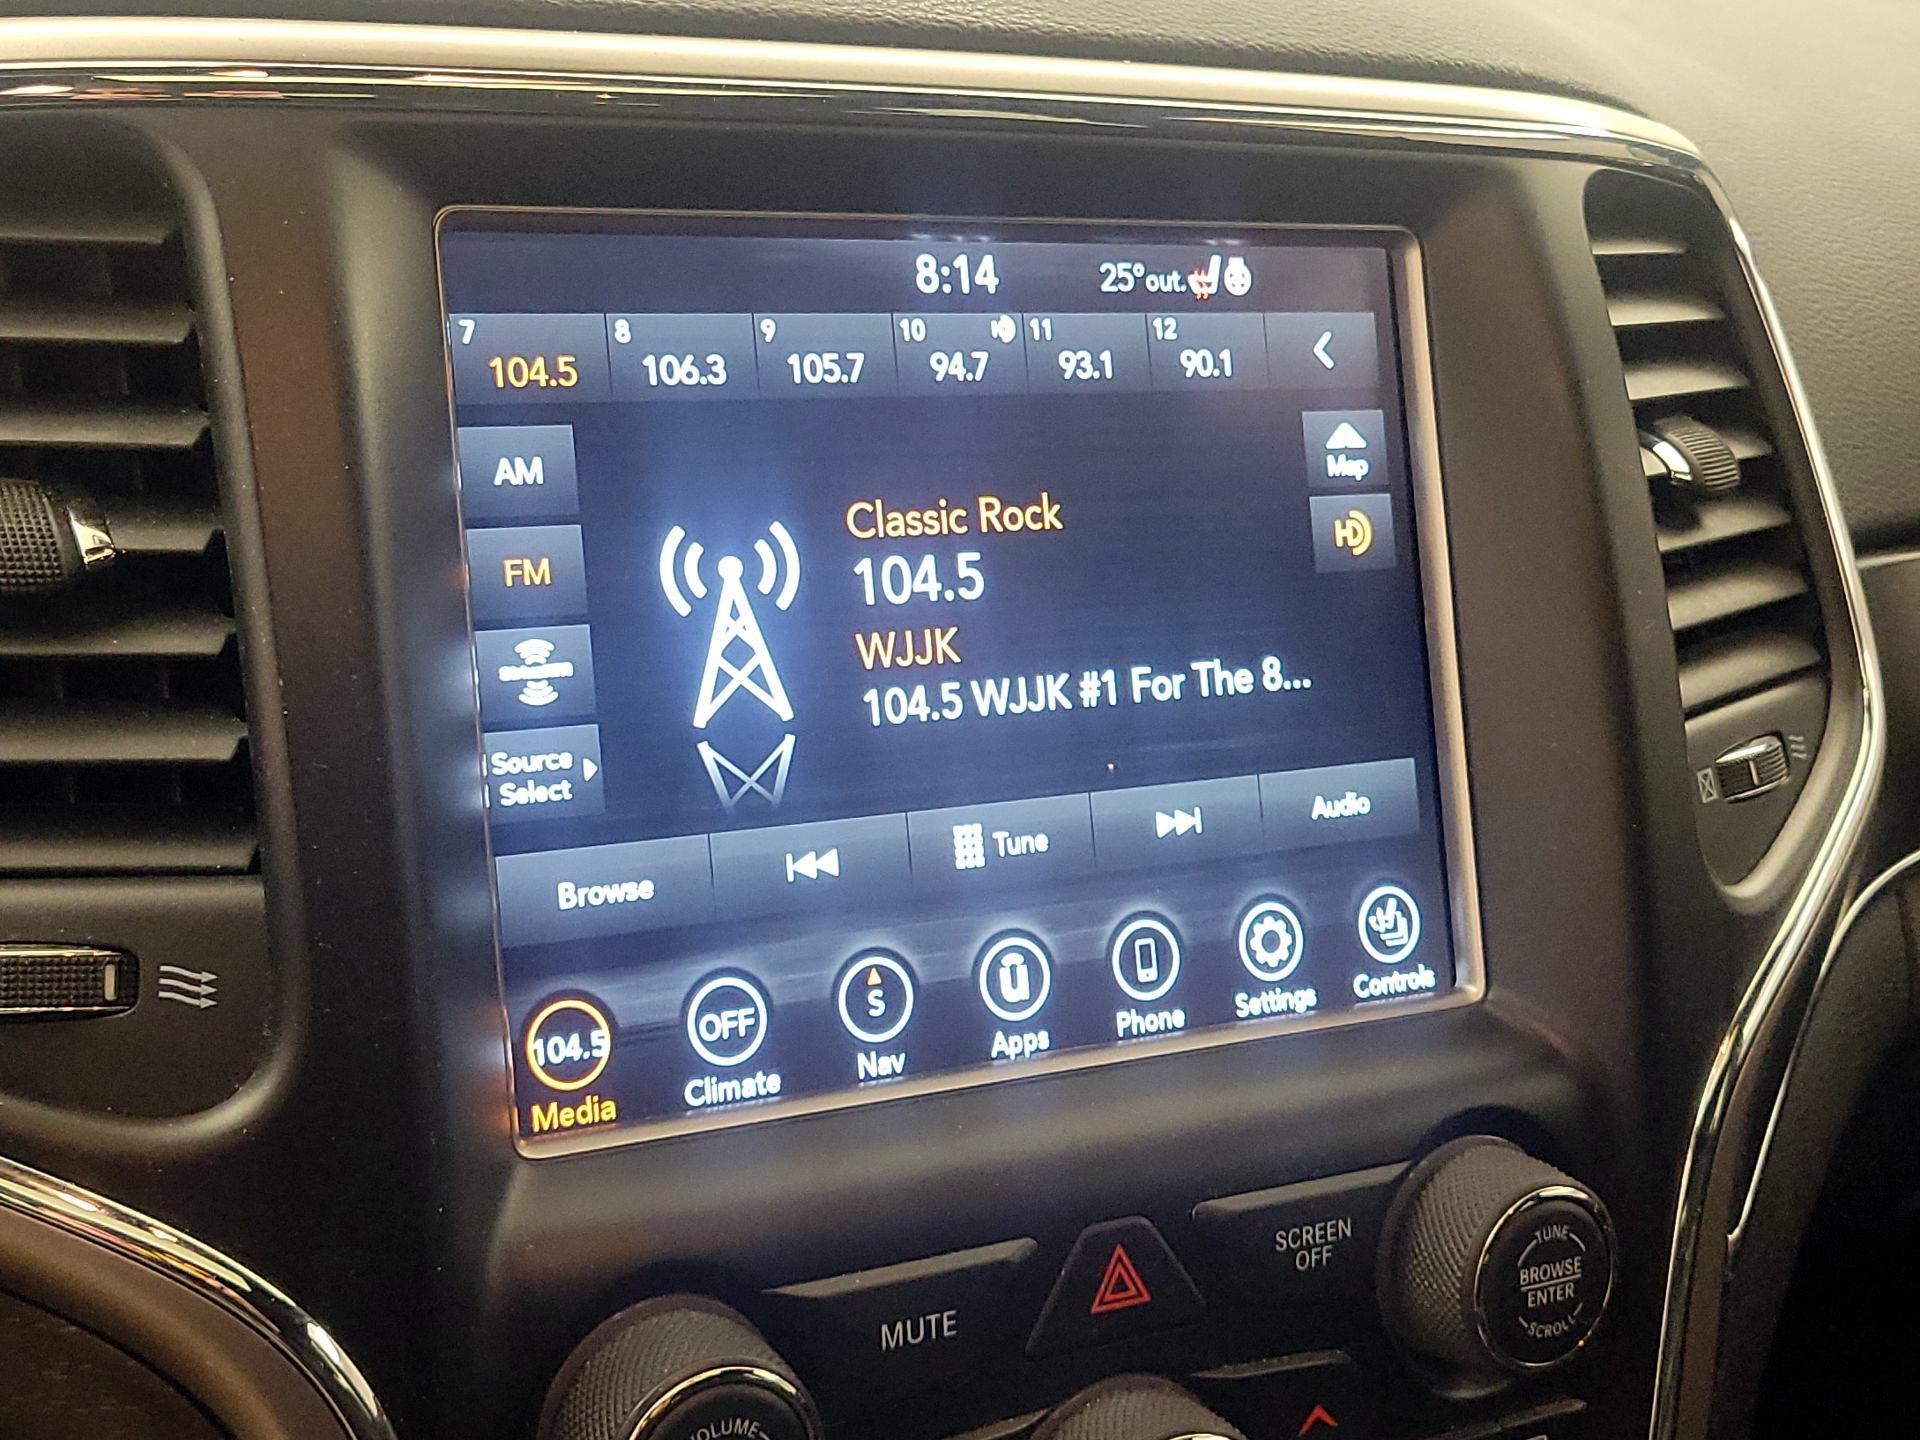 8:14 25°out.
7 8 9 10 HD 11 12
104.5 106.3 105.7 94.7 93.1 90.1
AM
Map
Classic Rock
HD
104.5
FM
WJJK
104.5 WJJK #1 For The 8...
Source
Select
Browse Tune Audio
104.5 OFF S ū
Media Climate Nav Apps Phone Settings Controls
SCREEN
OFF
MUTE
TUNE
BROWSE
ENTER
SCROLL
VOLUME